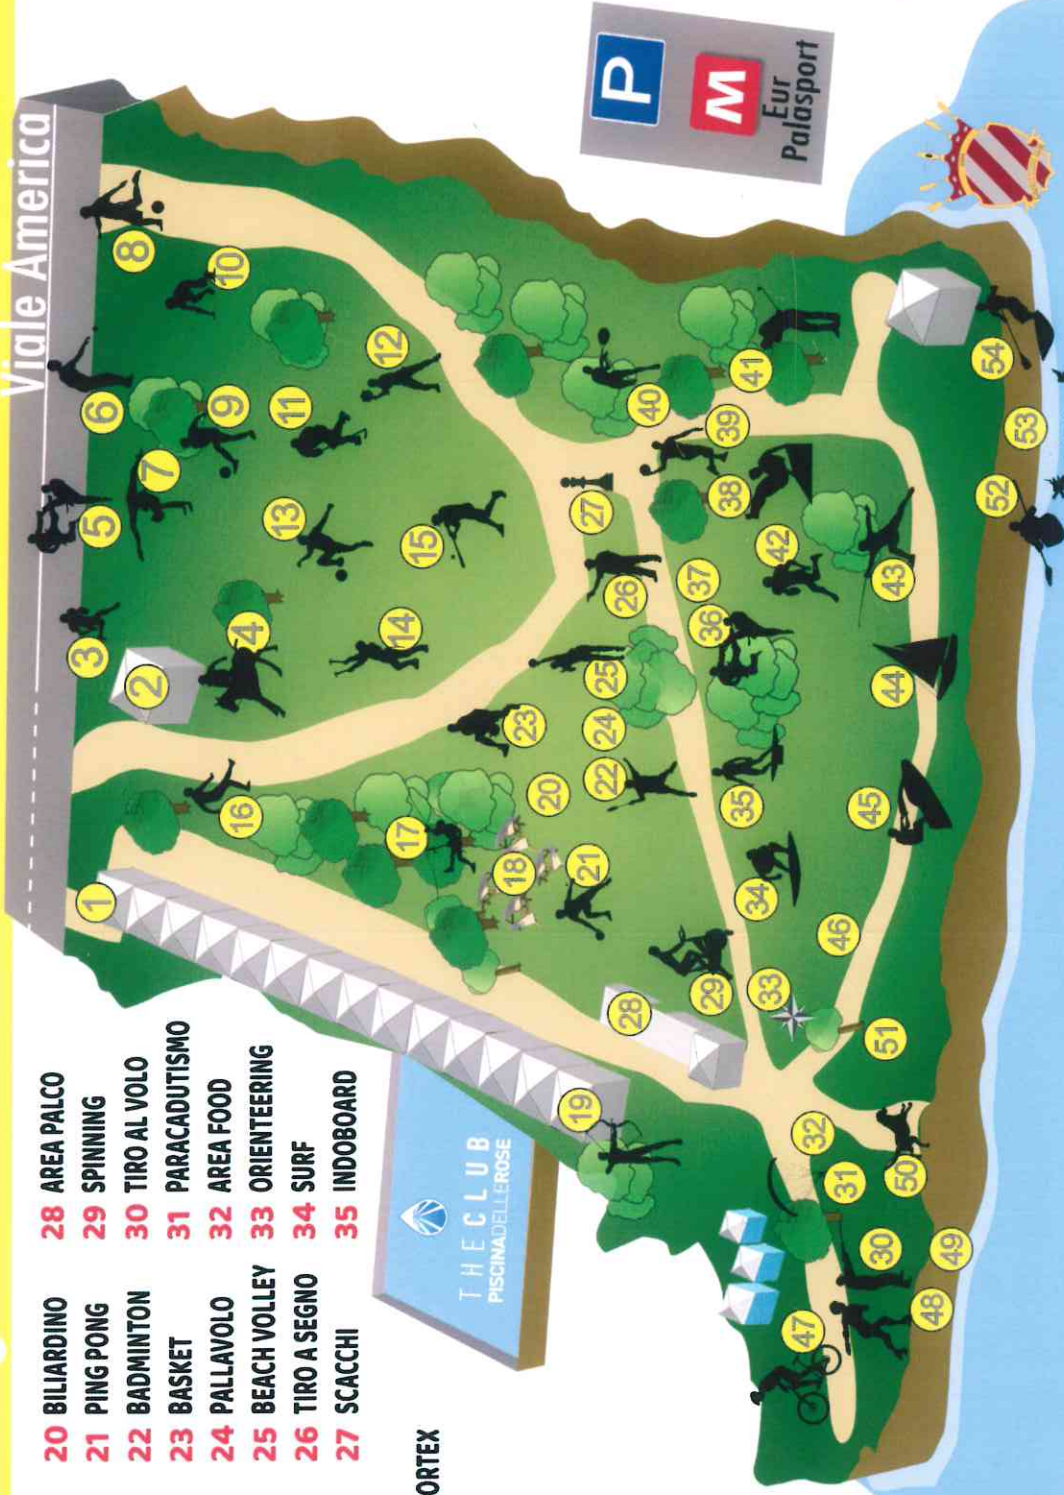 Viale America
20 BILIARDINO
21 PING PONG
22 BADMINTON
23 BASKET
24 PALLAVOLO
25 BEACH VOLLEY
26 TIRO A SEGNO
27 SCACCHI
28 AREA PALCO
29 SPINNING
30 TIRO AL VOLO
31 PARACADUTISMO
32 AREA FOOD
33 ORIENTEERING
34 SURF
35 INDOBOARD
ORTEX
THE CLUB
PISCINADELLEROSE
P
M
Eur
Palasport
1
2
3
4
5
6
7
8
9
10
11
12
13
14
15
16
17
18
19
20
21
22
23
24
25
26
27
28
29
30
31
32
33
34
35
36
37
38
39
40
41
42
43
44
45
46
47
48
49
50
51
52
53
54